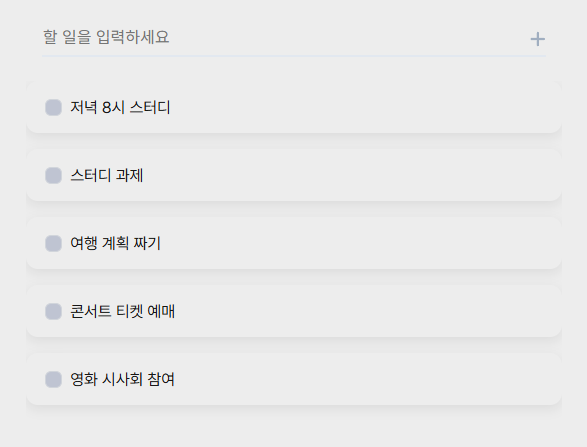 할 일을 입력하세요
저녁 8시 스터디
스터디 과제
여행 계획 짜기
콘서트 티켓 예매
영화 시사회 참여